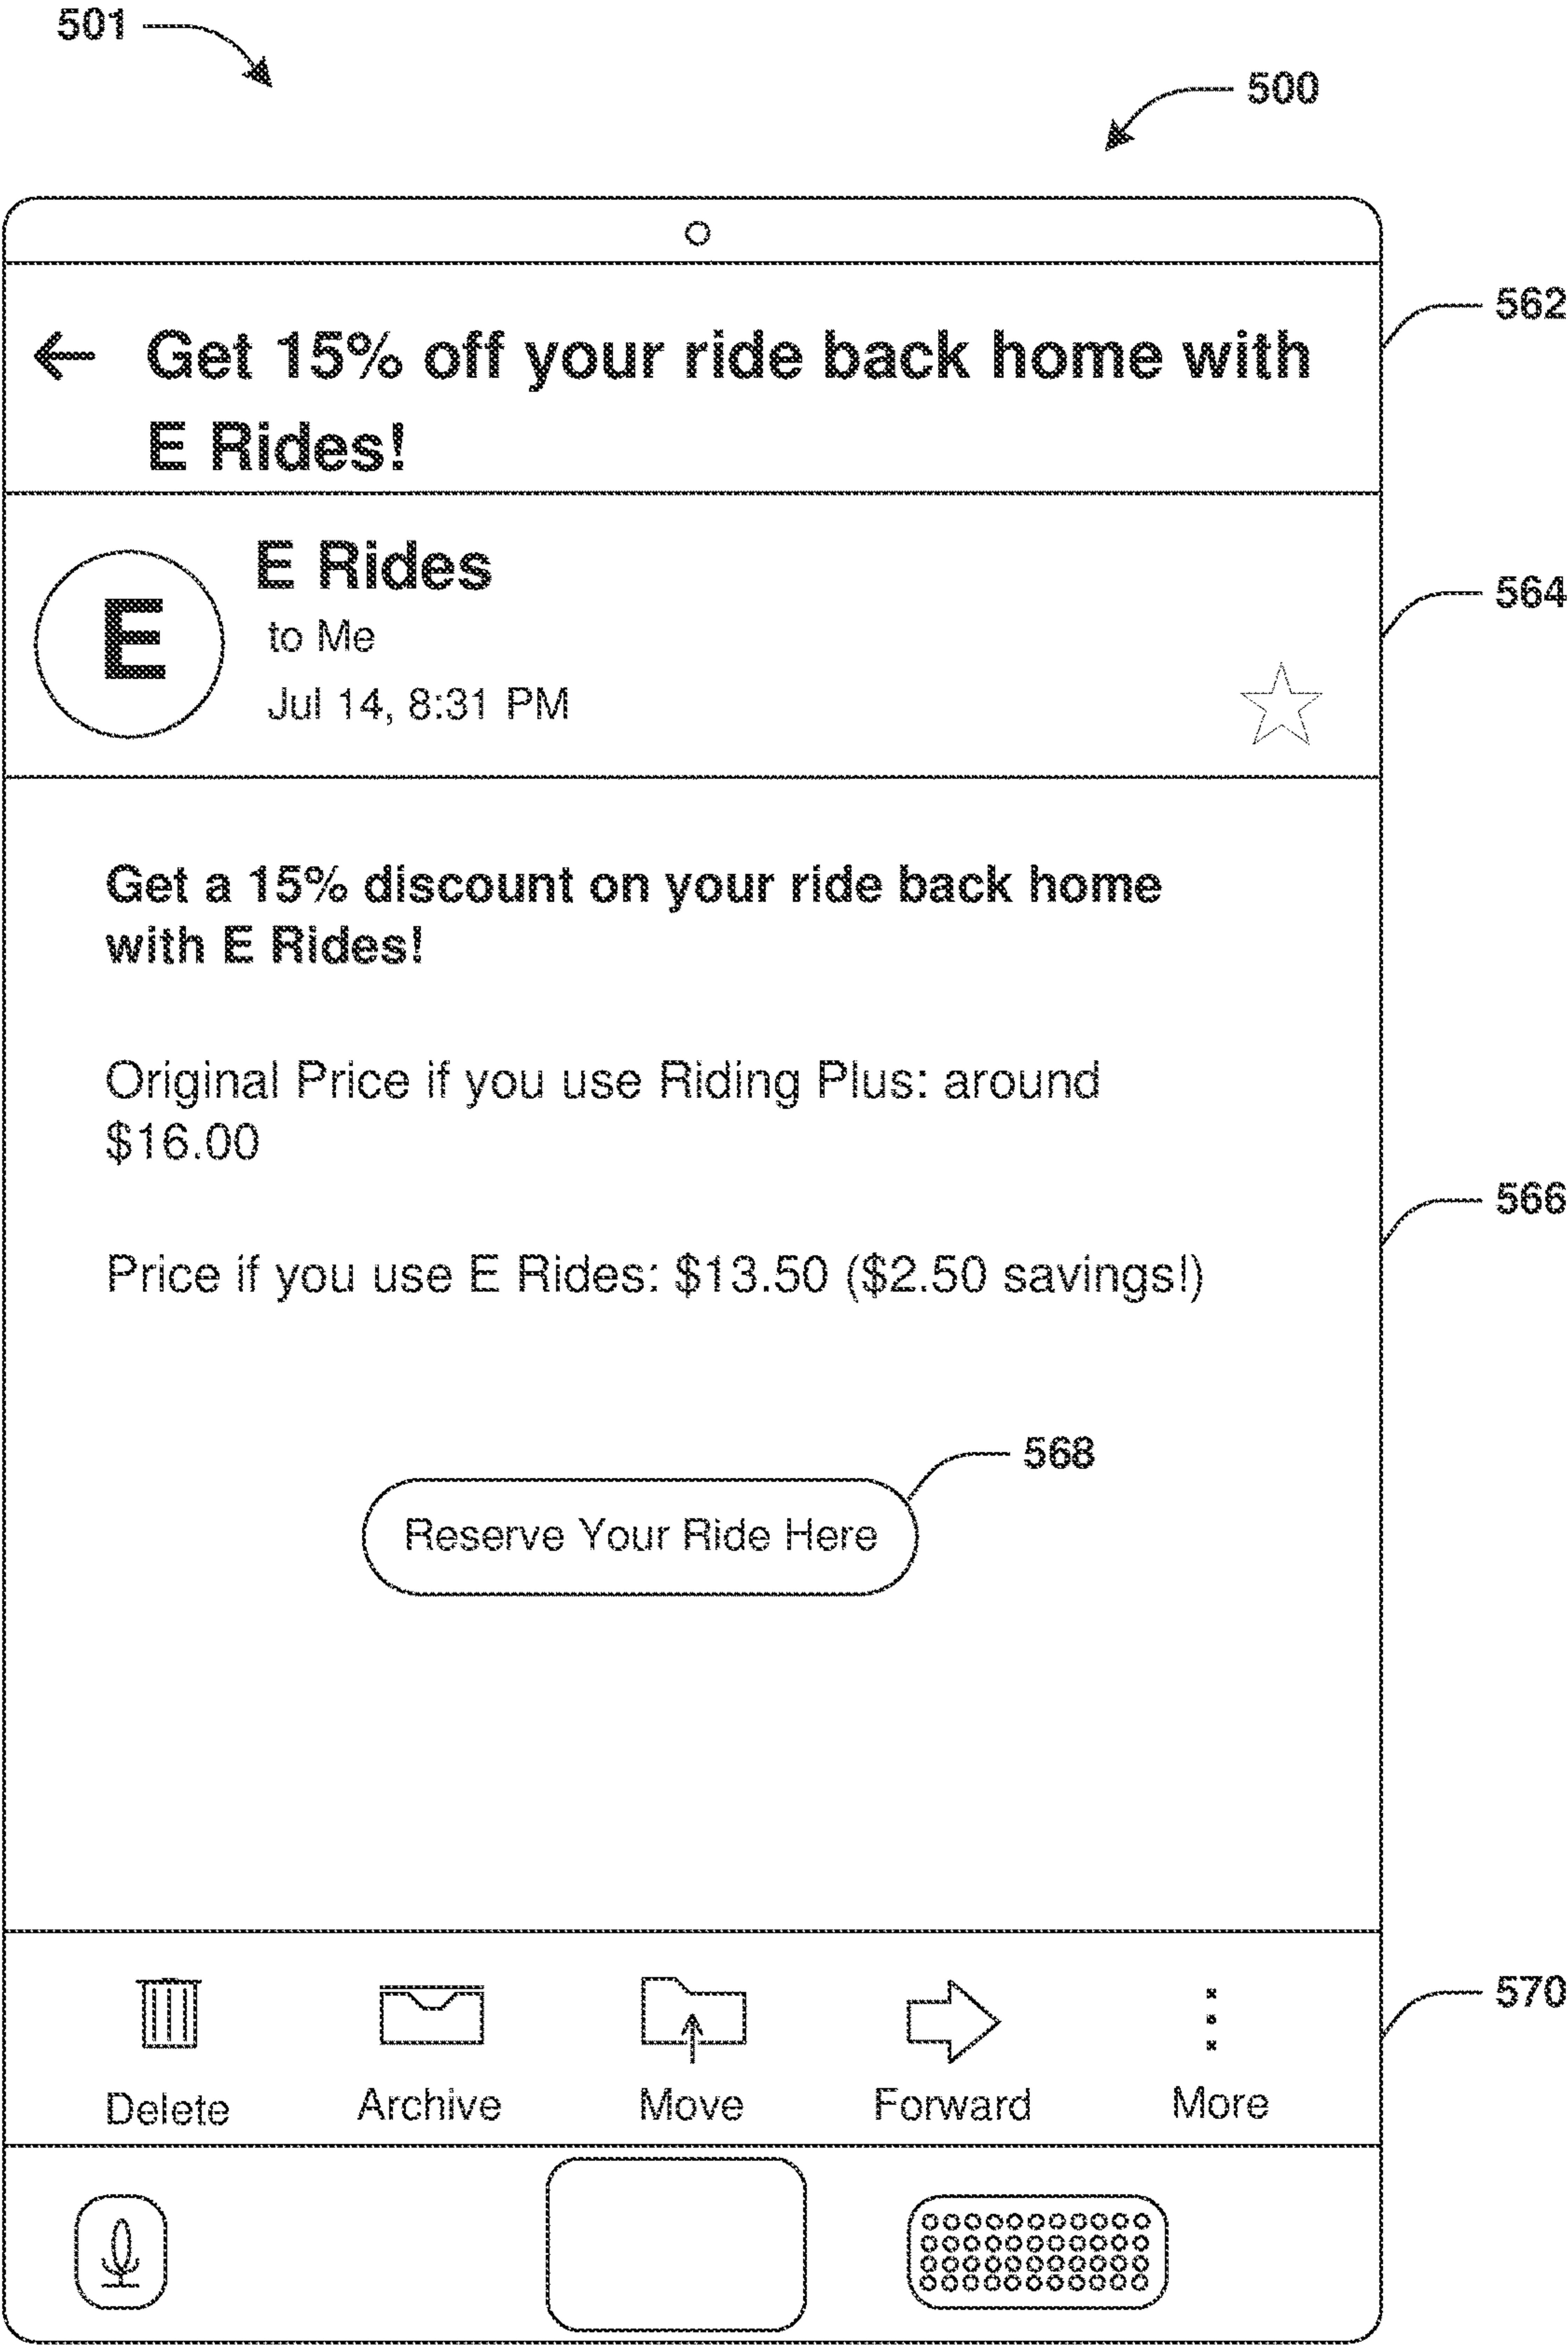 501
500
562
Get 15% off your ride back home with
E Rides!
E
E Rides
564
to Me
Jul 14, 8:31 PM
Get a 15% discount on your ride back home
with E Rides!
Original Price if you use Riding Plus: around
$16.00
566
Price if you use E Rides: $13.50 ($2.50 savings!)
568
Reserve Your Ride Here
570
Delete Archive Move Forward More